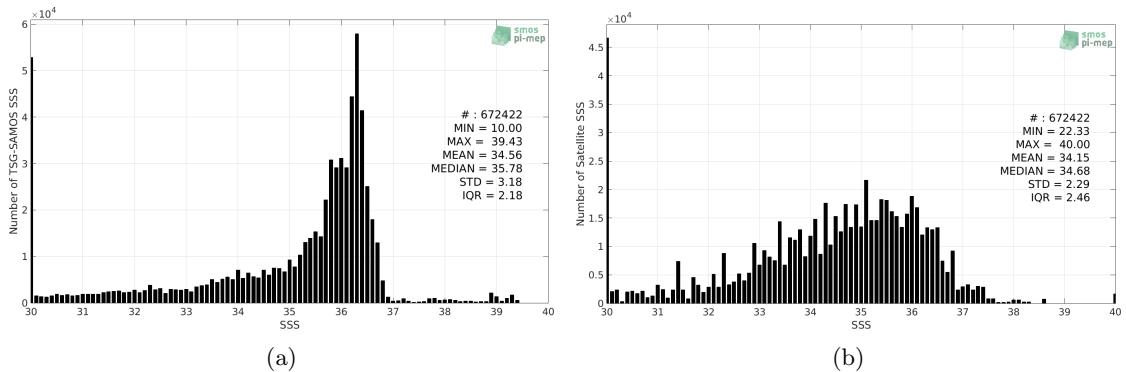 ×10⁴
6
5
4
3
2
1
0
Number of TSG-SAMOS SSS
smos
pi-mep
# : 672422
MIN = 10.00
MAX = 39.43
MEAN = 34.56
MEDIAN = 35.78
STD = 3.18
IQR = 2.18
30 31 32 33 34 35 36 37 38 39 40
SSS
(a)
×10⁴
4.5
4
3.5
3
2.5
2
1.5
1
0.5
0
Number of Satellite SSS
smos
pi-mep
# : 672422
MIN = 22.33
MAX = 40.00
MEAN = 34.15
MEDIAN = 34.68
STD = 2.29
IQR = 2.46
30 31 32 33 34 35 36 37 38 39 40
SSS
(b)